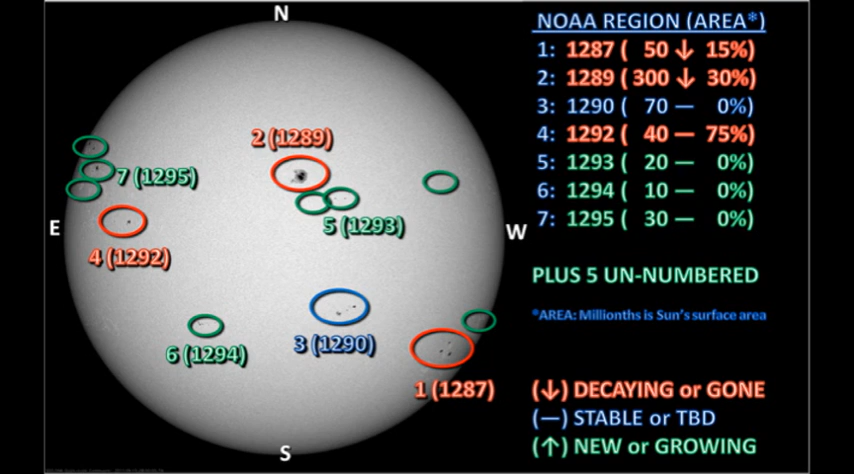 N
NOAA REGION (AREA*)
1: 1287 ( 50 ↓ 15%)
2: 1289 (300 ↓ 30%)
3: 1290 ( 70 — 0%)
4: 1292 ( 40 — 75%)
5: 1293 ( 20 — 0%)
6: 1294 ( 10 — 0%)
7: 1295 ( 30 — 0%)
2 (1289)
7 (1295)
5 (1293)
E
W
4 (1292)
PLUS 5 UN-NUMBERED
*AREA: Millionths is Sun's surface area
3 (1290)
6 (1294)
1 (1287)
(↓) DECAYING or GONE
(—) STABLE or TBD
(↑) NEW or GROWING
S